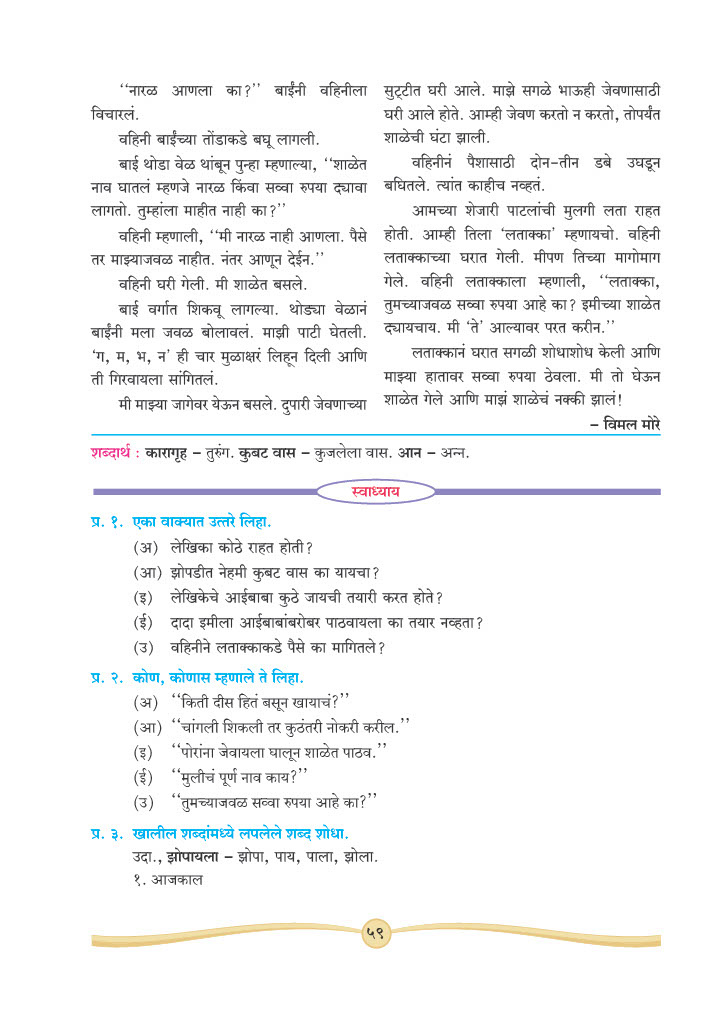 ‘‘नारळ आणला का?’’ बाईंनी वहिनीला
विचारलं.
वहिनी बाईंच्या तोंडाकडे बघू लागली.
बाई थोडा वेळ थांबून पुन्हा म्हणाल्या, ‘‘शाळेत
नाव घातलं म्हणजे नारळ किंवा सव्वा रुपया द्यावा
लागतो. तुम्हांला माहीत नाही का?’’
वहिनी म्हणाली, ‘‘मी नारळ नाही आणला. पैसे
तर माझ्याजवळ नाहीत. नंतर आणून देईन.’’
वहिनी घरी गेली. मी शाळेत बसले.
बाई वर्गात शिकवू लागल्या. थोड्या वेळानं
बाईंनी मला जवळ बोलावलं. माझी पाटी घेतली.
‘ग, म, भ, न’ ही चार मुळाक्षरं लिहून दिली आणि
ती गिरवायला सांगितलं.
मी माझ्या जागेवर येऊन बसले. दुपारी जेवणाच्या
सुट्टीत घरी आले. माझे सगळे भाऊही जेवणासाठी
घरी आले होते. आम्ही जेवण करतो न करतो, तोपर्यंत
शाळेची घंटा झाली.
वहिनीनं पैशासाठी दोन-तीन डबे उघडून
बघितले. त्यांत काहीच नव्हतं.
आमच्या शेजारी पाटलांची मुलगी लता राहत
होती. आम्ही तिला ‘लताक्का’ म्हणायचो. वहिनी
लताक्काच्या घरात गेली. मीपण तिच्या मागोमाग
गेले. वहिनी लताक्काला म्हणाली, ‘‘लताक्का,
तुमच्याजवळ सव्वा रुपया आहे का? इमीच्या शाळेत
द्यायचाय. मी ‘ते’ आल्यावर परत करीन.’’
लताक्कानं घरात सगळी शोधाशोध केली आणि
माझ्या हातावर सव्वा रुपया ठेवला. मी तो घेऊन
शाळेत गेले आणि माझं शाळेचं नक्की झालं!
– विमल मोरे
शब्दार्थ : कारागृह – तुरुंग. कुबट वास – कुजलेला वास. आन – अन्न.
स्वाध्याय
प्र. १. एका वाक्यात उत्तरे लिहा.
(अ) लेखिका कोठे राहत होती?
(आ) झोपडीत नेहमी कुबट वास का यायचा?
(इ) लेखिकेचे आईबाबा कुठे जायची तयारी करत होते?
(ई) दादा इमीला आईबाबांबरोबर पाठवायला का तयार नव्हता?
(उ) वहिनीने लताक्काकडे पैसे का मागितले?
प्र. २. कोण, कोणास म्हणाले ते लिहा.
(अ) ‘‘किती दीस हितं बसून खायाचं?’’
(आ) ‘‘चांगली शिकली तर कुठंतरी नोकरी करील.’’
(इ) ‘‘पोरांना जेवायला घालून शाळेत पाठव.’’
(ई) ‘‘मुलीचं पूर्ण नाव काय?’’
(उ) ‘‘तुमच्याजवळ सव्वा रुपया आहे का?’’
प्र. ३. खालील शब्दांमध्ये लपलेले शब्द शोधा.
उदा., झोपायला – झोपा, पाय, पाला, झोला.
१. आजकाल
५९